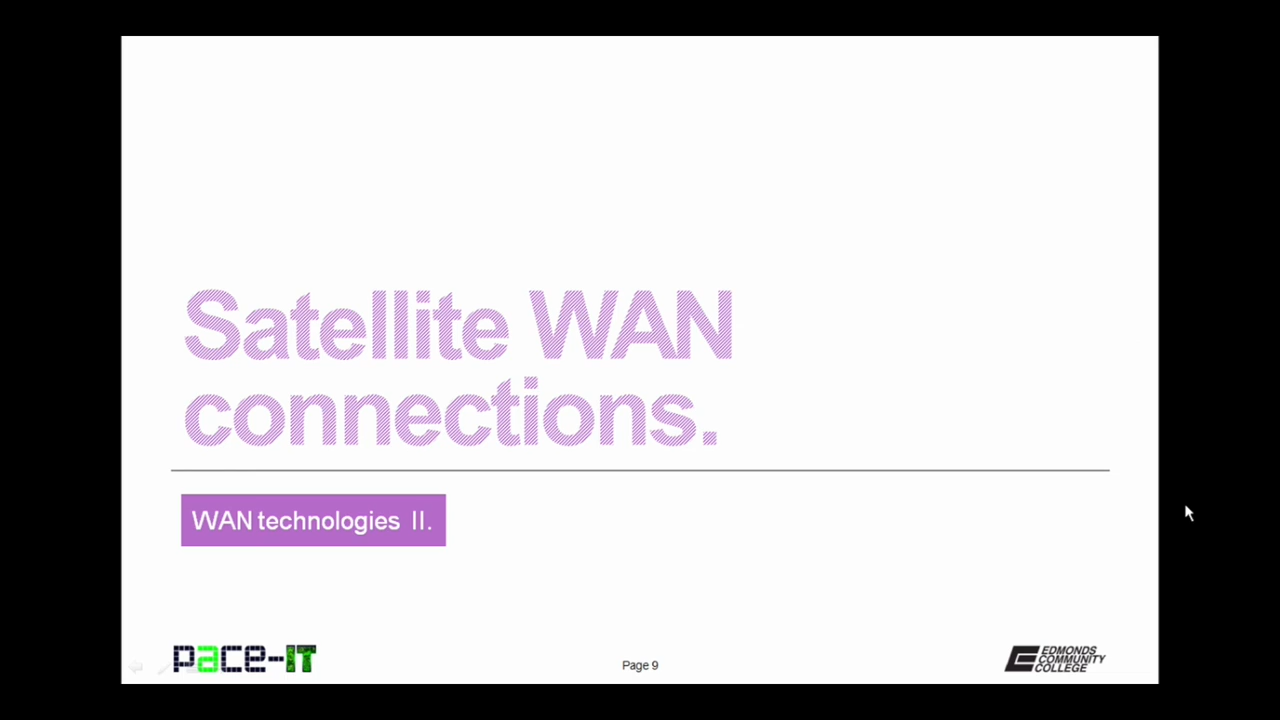 Satellite WAN
connections.
WAN technologies II.
pace-IT
Page 9
EDMONDS
COMMUNITY
COLLEGE